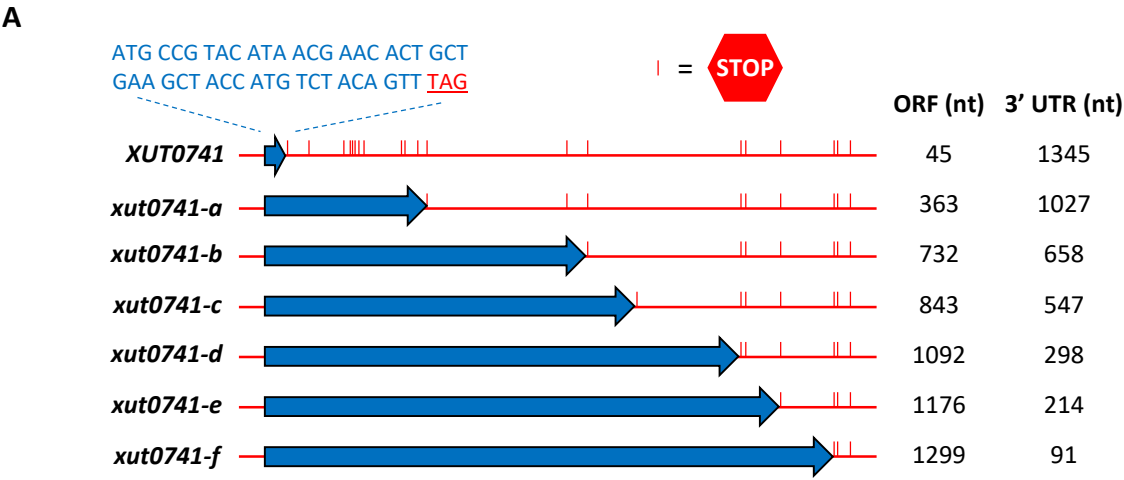 A
ATG CCG TAC ATA ACG AAC ACT GCT
GAA GCT ACC ATG TCT ACA GTT TAG
= STOP
ORF (nt) 3’ UTR (nt)
XUT0741 45 1345
xut0741-a 363 1027
xut0741-b 732 658
xut0741-c 843 547
xut0741-d 1092 298
xut0741-e 1176 214
xut0741-f 1299 91